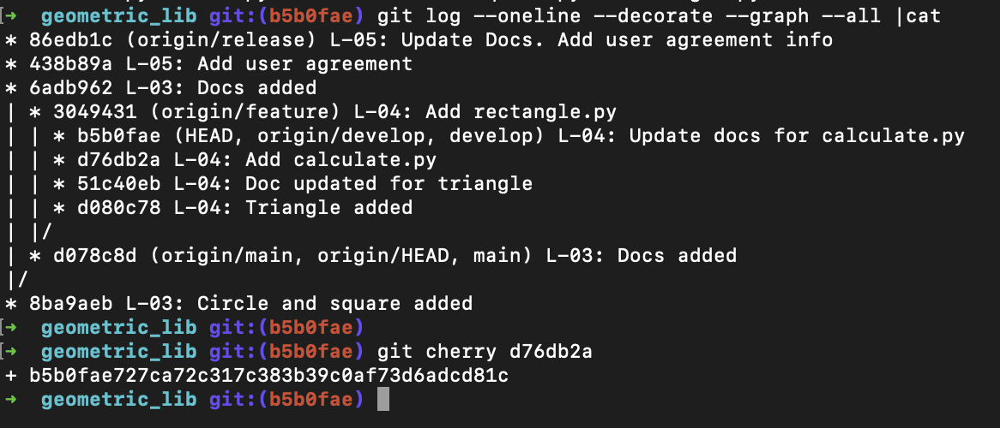 ➜  geometric_lib git:(b5b0fae) git log --oneline --decorate --graph --all |cat
* 86edb1c (origin/release) L-05: Update Docs. Add user agreement info
* 438b89a L-05: Add user agreement
* 6adb962 L-03: Docs added
| * 3049431 (origin/feature) L-04: Add rectangle.py
| | * b5b0fae (HEAD, origin/develop, develop) L-04: Update docs for calculate.py
| | * d76db2a L-04: Add calculate.py
| | * 51c40eb L-04: Doc updated for triangle
| | * d080c78 L-04: Triangle added
| |/
| * d078c8d (origin/main, origin/HEAD, main) L-03: Docs added
|/
* 8ba9aeb L-03: Circle and square added
➜  geometric_lib git:(b5b0fae)
➜  geometric_lib git:(b5b0fae) git cherry d76db2a
+ b5b0fae727ca72c317c383b39c0af73d6adcd81c
➜  geometric_lib git:(b5b0fae)